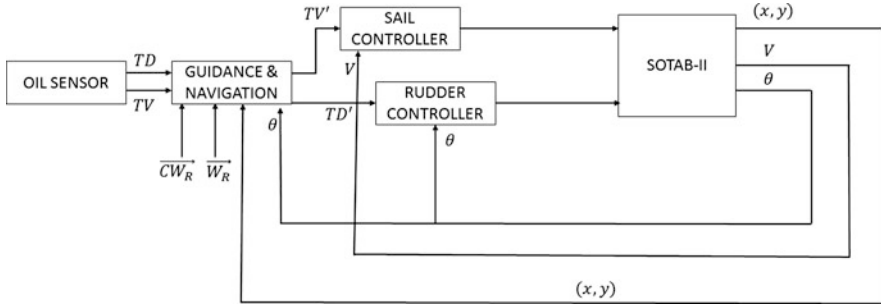 (x, y)
TV′
SAIL
CONTROLLER
V
TD
OIL SENSOR
GUIDANCE &
NAVIGATION
V
SOTAB-II
θ
TV
θ
TD′
RUDDER
CONTROLLER
θ
CW_R
W_R
(x, y)